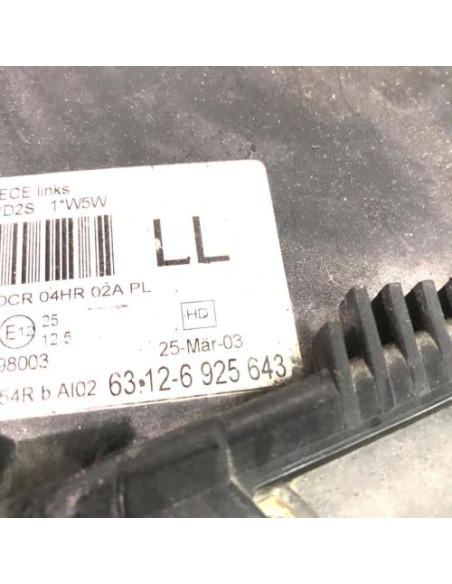 ECE links
D2S 1*W5W
LL
DCR 04HR 02A PL
E12 25
12.5
HD
98003
25-Mär-03
54R b AI02 63.12-6 925 643